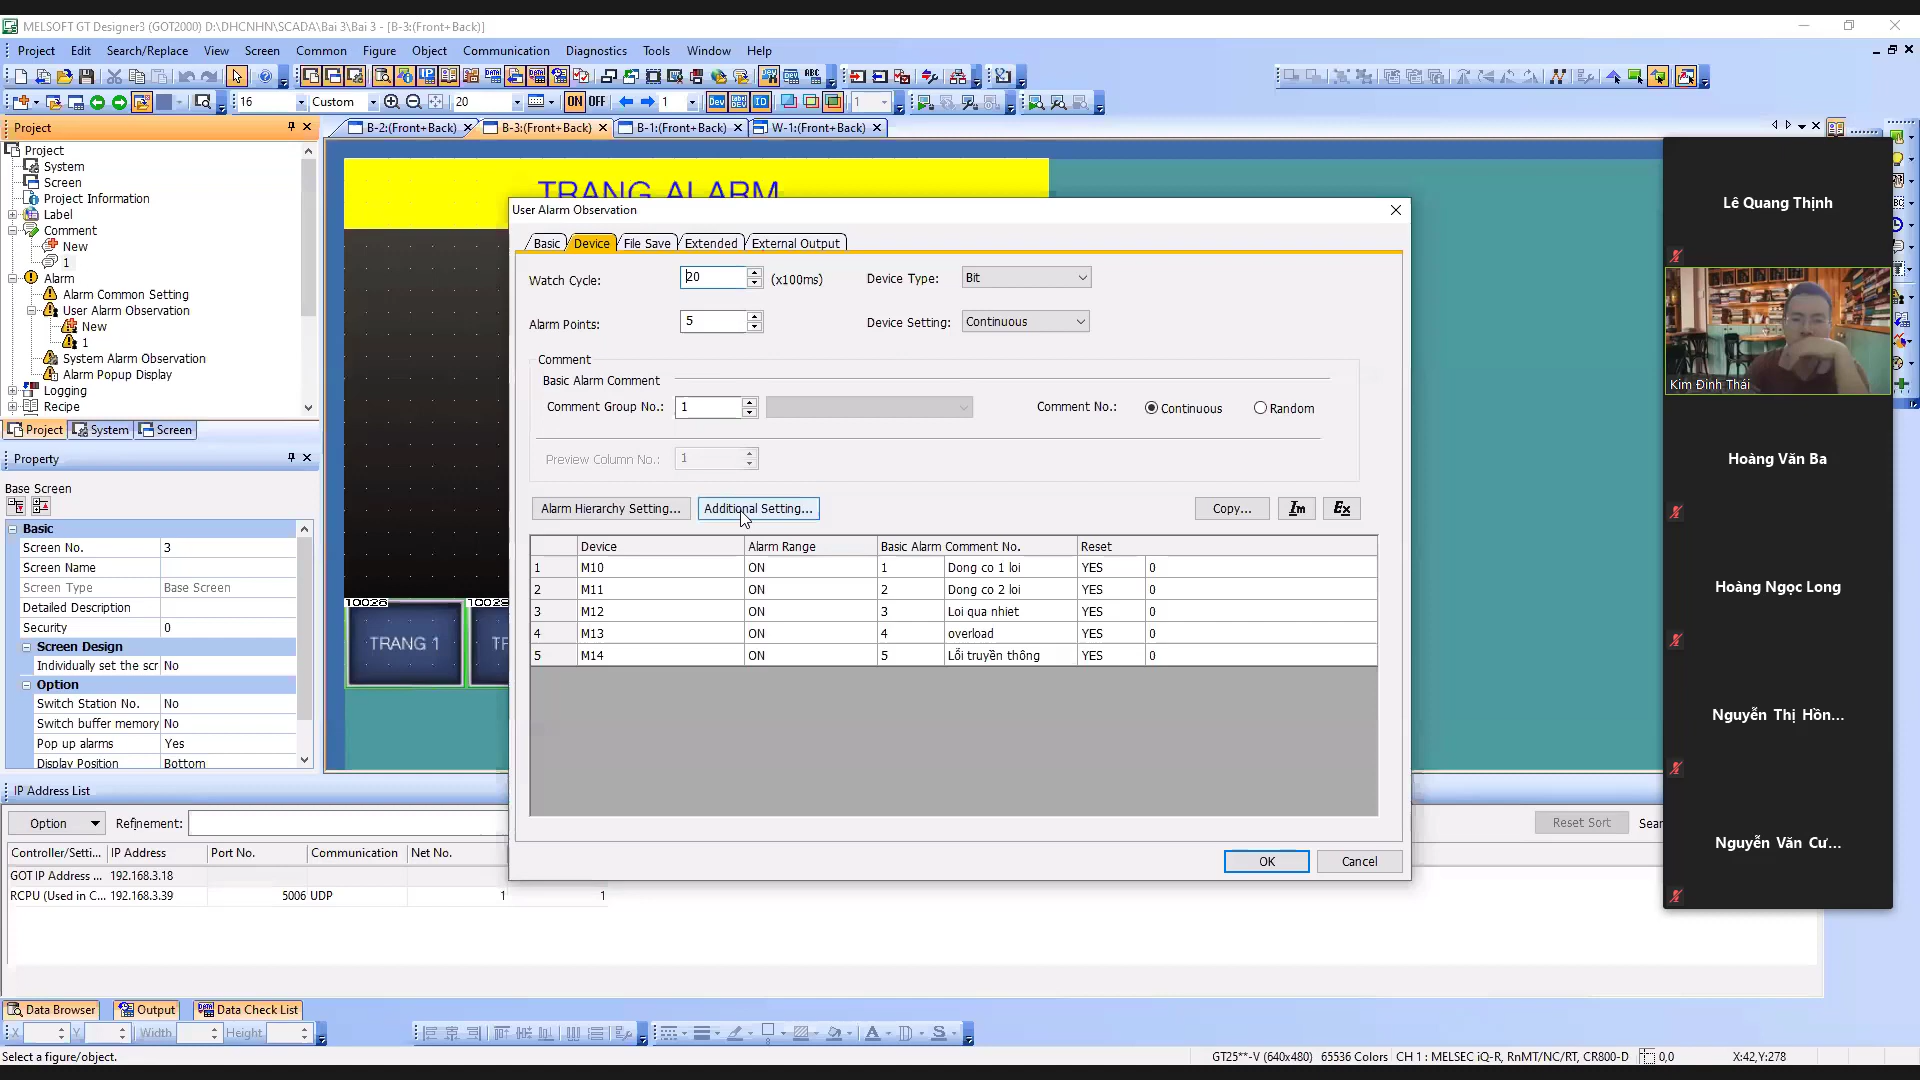 MELSOFT GT Designer3 (GOT2000) D:\DHCNHN\SCADA\Bai 3\Bai 3 - [B-3:(Front+Back)]
Project Edit Search/Replace View Screen Common Figure Object Communication Diagnostics Tools Window Help
16 Custom 20 ON OFF 1 Dev ID 1
Project
B-2:(Front+Back) B-3:(Front+Back) B-1:(Front+Back) W-1:(Front+Back)
Project
System
Screen
Project Information
Label
Comment
New
1
Alarm
Alarm Common Setting
User Alarm Observation
New
1
System Alarm Observation
Alarm Popup Display
Logging
Recipe
Project System Screen
Property
Base Screen
Basic
Screen No. 3
Screen Name
Screen Type Base Screen
Detailed Description
Security 0
Screen Design
Individually set the scr No
Option
Switch Station No. No
Switch buffer memory No
Pop up alarms Yes
Display Position Bottom
TRANG ALARM
10028
TRANG 1
User Alarm Observation
Basic Device File Save Extended External Output
Watch Cycle: 20 (x100ms) Device Type: Bit
Alarm Points: 5 Device Setting: Continuous
Comment
Basic Alarm Comment
Comment Group No.: 1 Comment No.: Continuous Random
Preview Column No.: 1
Alarm Hierarchy Setting... Additional Setting... Copy... Im Ex
Device Alarm Range Basic Alarm Comment No. Reset
1 M10 ON 1 Dong co 1 loi YES 0
2 M11 ON 2 Dong co 2 loi YES 0
3 M12 ON 3 Loi qua nhiet YES 0
4 M13 ON 4 overload YES 0
5 M14 ON 5 Lỗi truyền thông YES 0
OK Cancel
Lê Quang Thịnh
Kim Đình Thái
Hoàng Văn Ba
Hoàng Ngọc Long
Nguyễn Thị Hồn...
Nguyễn Văn Cư...
IP Address List
Option Refinement: Reset Sort Sear
Controller/Setti... IP Address Port No. Communication Net No.
GOT IP Address ... 192.168.3.18
RCPU (Used in C... 192.168.3.39 5006 UDP 1 1
Data Browser Output Data Check List
X Y Width Height
Select a figure/object.
GT25**-V (640x480) 65536 Colors CH 1 : MELSEC iQ-R, RnMT/NC/RT, CR800-D 0,0 X:42,Y:278